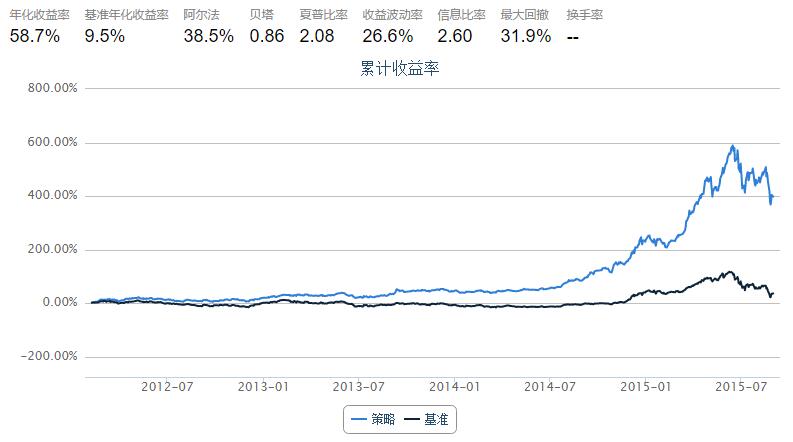 年化收益率 基准年化收益率 阿尔法 贝塔 夏普比率 收益波动率 信息比率 最大回撤 换手率
58.7% 9.5% 38.5% 0.86 2.08 26.6% 2.60 31.9% --
累计收益率
800.00%
600.00%
400.00%
200.00%
0.00%
-200.00%
2012-07 2013-01 2013-07 2014-01 2014-07 2015-01 2015-07
策略 基准